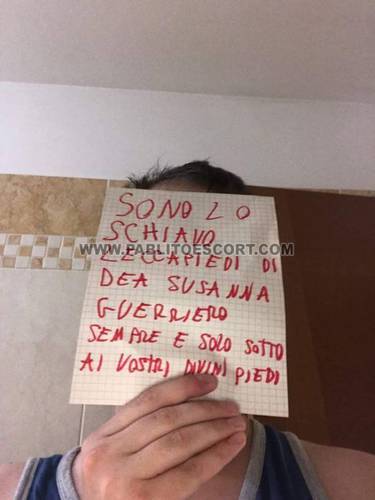 SONO LO
SCHIAVO
WWW.PABLITOESCORT.COM
LECCAPIEDI DI
DEA SUSANNA
GUERRIERO
SEMPRE E SOLO SOTTO
AI VOSTRI DIVINI PIEDI